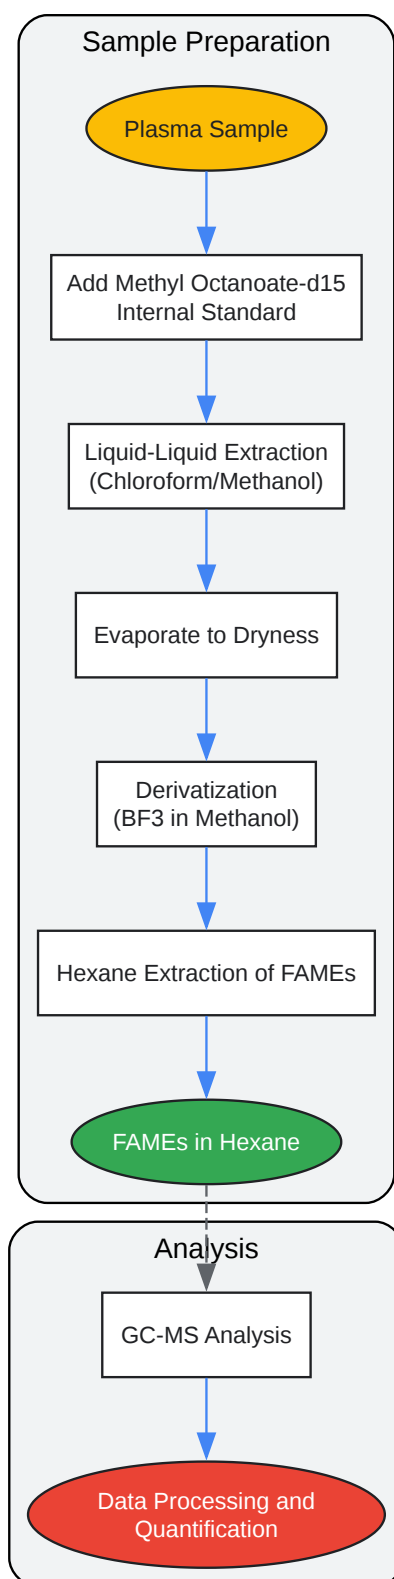 Sample Preparation
Plasma Sample
Add Methyl Octanoate-d15
Internal Standard
Liquid-Liquid Extraction
(Chloroform/Methanol)
Evaporate to Dryness
Derivatization
(BF3 in Methanol)
Hexane Extraction of FAMEs
FAMEs in Hexane
Analysis
GC-MS Analysis
Data Processing and
Quantification